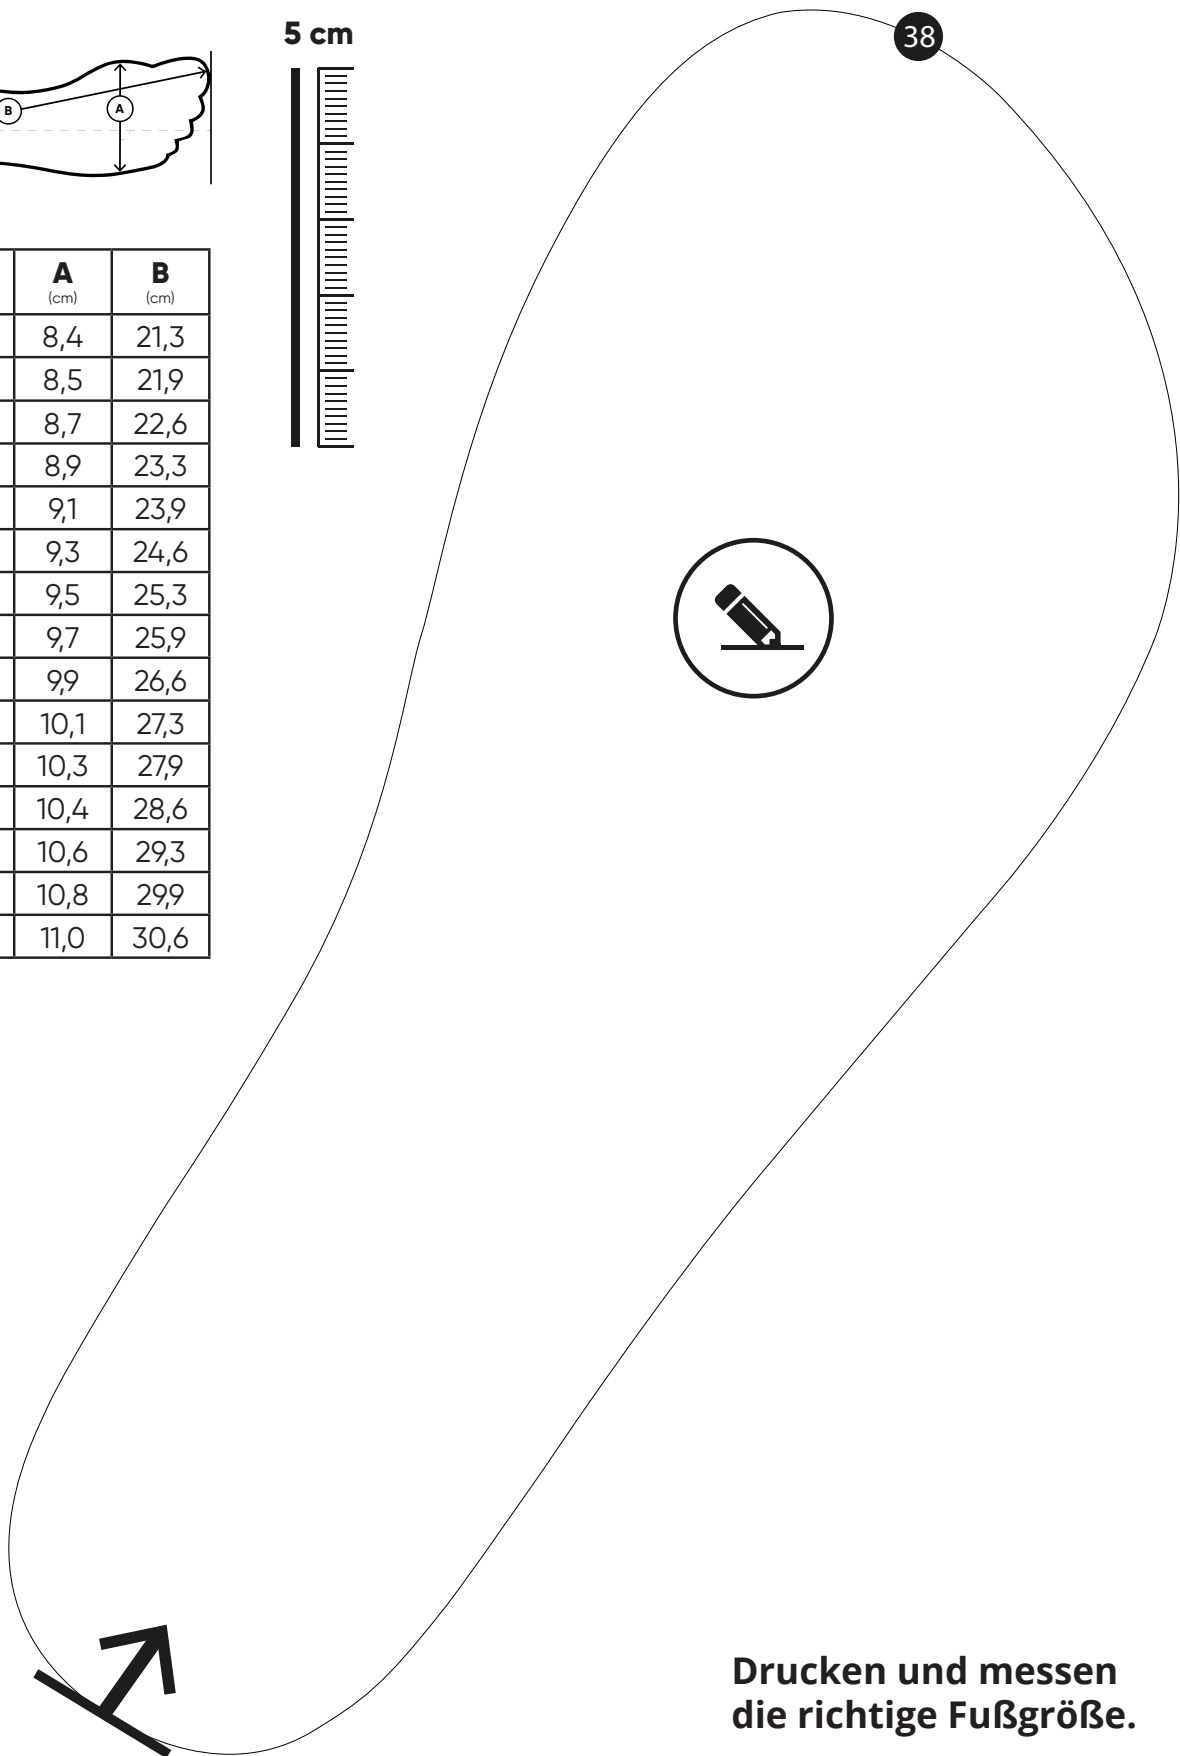 5 cm
38
B
A
A B
(cm) (cm)
8,4 21,3
8,5 21,9
8,7 22,6
8,9 23,3
9,1 23,9
9,3 24,6
9,5 25,3
9,7 25,9
9,9 26,6
10,1 27,3
10,3 27,9
10,4 28,6
10,6 29,3
10,8 29,9
11,0 30,6
Drucken und messen
die richtige Fußgröße.